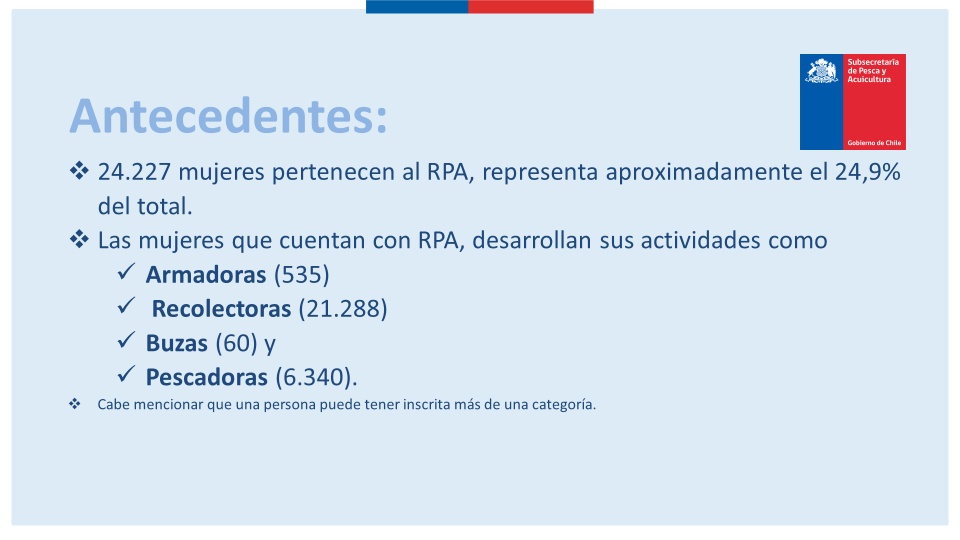 Subsecretaría
de Pesca y
Acuicultura
Gobierno de Chile
Antecedentes:
❖ 24.227 mujeres pertenecen al RPA, representa aproximadamente el 24,9%
del total.
❖ Las mujeres que cuentan con RPA, desarrollan sus actividades como
✓ Armadoras (535)
✓ Recolectoras (21.288)
✓ Buzas (60) y
✓ Pescadoras (6.340).
❖ Cabe mencionar que una persona puede tener inscrita más de una categoría.